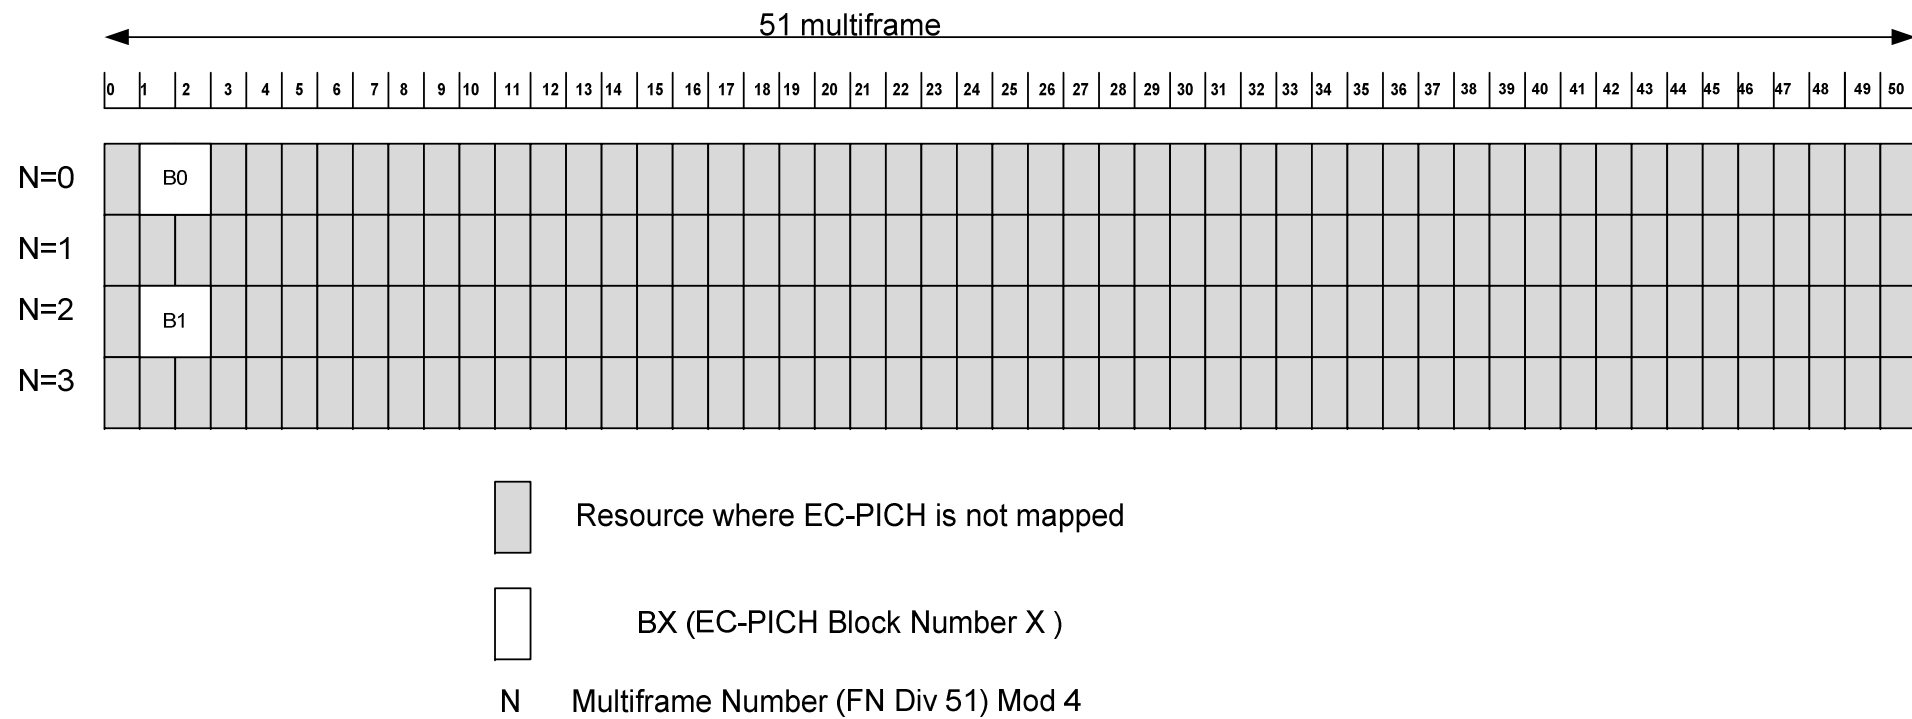 51 multiframe
0 1 2 3 4 5 6 7 8 9 10 11 12 13 14 15 16 17 18 19 20 21 22 23 24 25 26 27 28 29 30 31 32 33 34 35 36 37 38 39 40 41 42 43 44 45 46 47 48 49 50
N=0 B0
N=1
N=2 B1
N=3
Resource where EC-PICH is not mapped
BX (EC-PICH Block Number X )
N Multiframe Number (FN Div 51) Mod 4